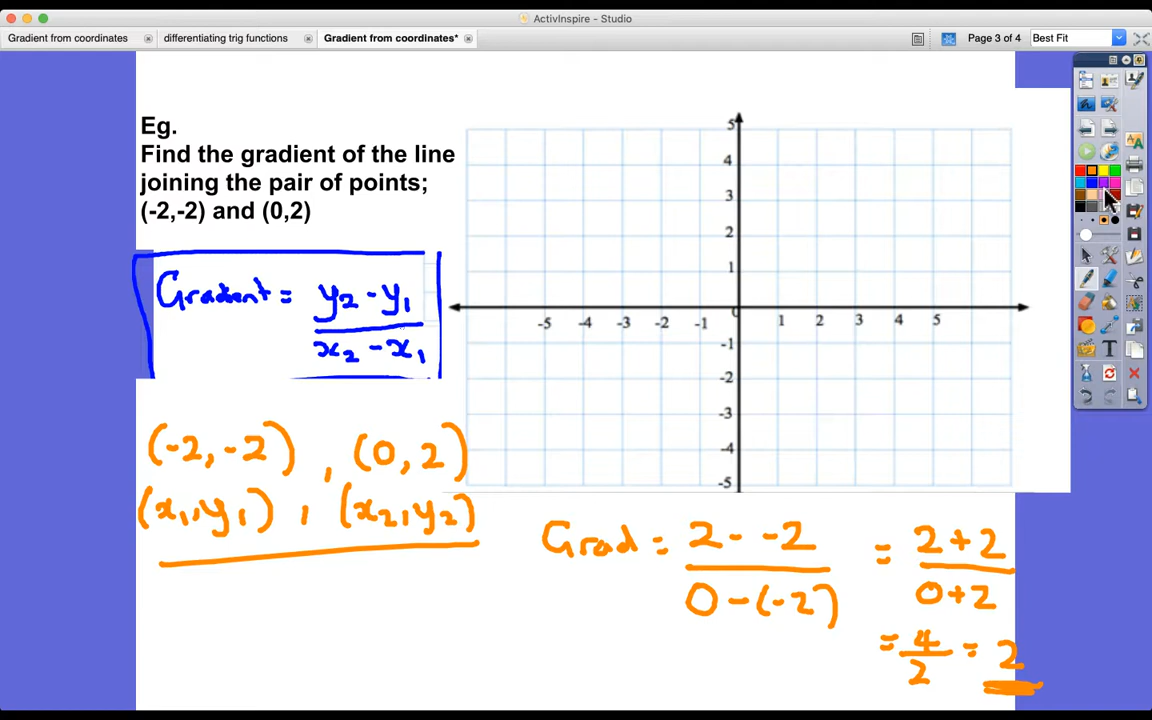 ActivInspire - Studio
Gradient from coordinates
differentiating trig functions
Gradient from coordinates*
Page 3 of 4
Best Fit
Eg.
Find the gradient of the line
joining the pair of points;
(-2,-2) and (0,2)
Gradient = y₂ - y₁
x₂ - x₁
5
4
3
2
1
0
-5 -4 -3 -2 -1 1 2 3 4 5
-1
-2
-3
-4
-5
(-2,-2) , (0,2)
(x₁,y₁) , (x₂,y₂)
Grad = 2 - -2 = 2+2
0-(-2) 0+2
= 4 = 2
2